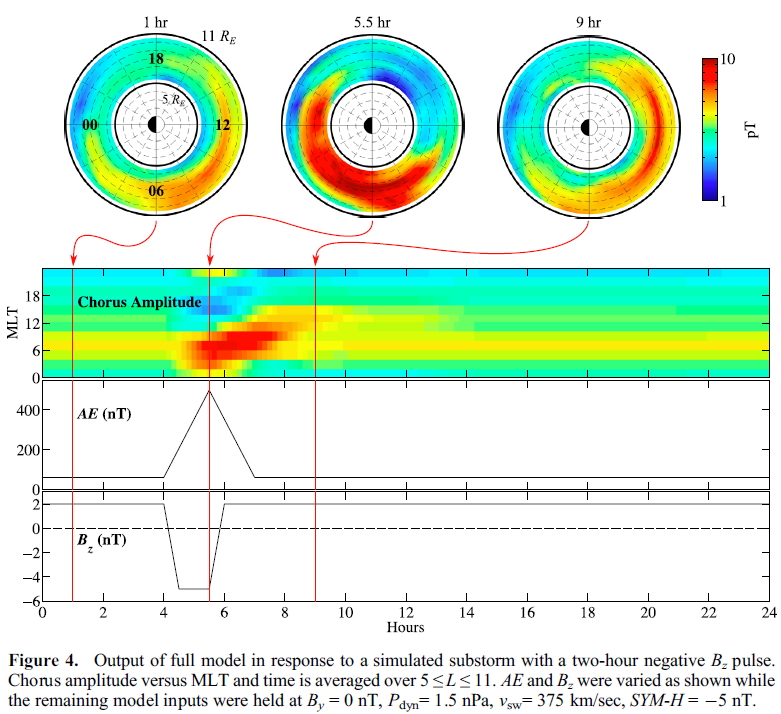 1 hr
5.5 hr
9 hr
11 R_E
18
5 R_E
00
12
06
10
pT
1
MLT
18
12
6
0
Chorus Amplitude
400
200
0
AE (nT)
2
0
−2
−4
−6
B_z (nT)
0 2 4 6 8 10 12 14 16 18 20 22 24
Hours
Figure 4. Output of full model in response to a simulated substorm with a two-hour negative B_z pulse.
Chorus amplitude versus MLT and time is averaged over 5 ≤ L ≤ 11. AE and B_z were varied as shown while
the remaining model inputs were held at B_y = 0 nT, P_dyn= 1.5 nPa, v_sw= 375 km/sec, SYM-H = −5 nT.